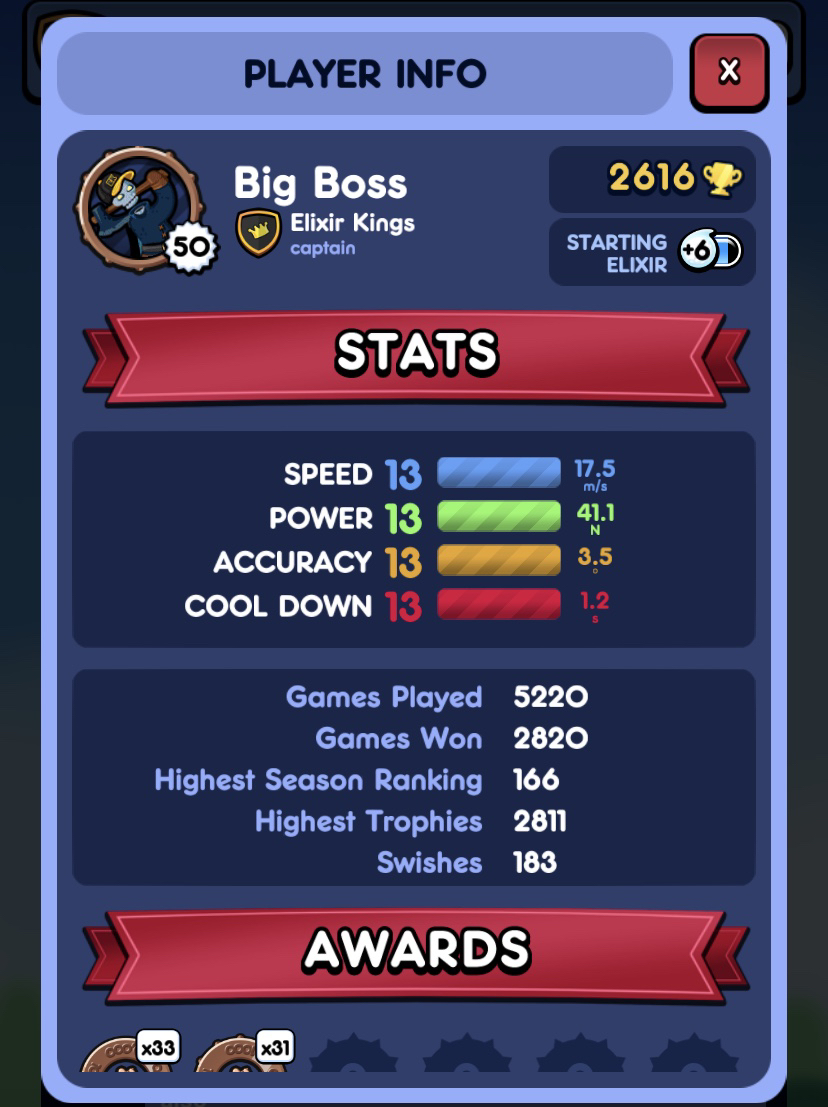 PLAYER INFO
X
Big Boss
Elixir Kings
captain
50
2616
STARTING
ELIXIR
+6
STATS
SPEED 13 17.5
m/s
POWER 13 41.1
N
ACCURACY 13 3.5
°
COOL DOWN 13 1.2
s
Games Played 5220
Games Won 2820
Highest Season Ranking 166
Highest Trophies 2811
Swishes 183
AWARDS
x33
x31